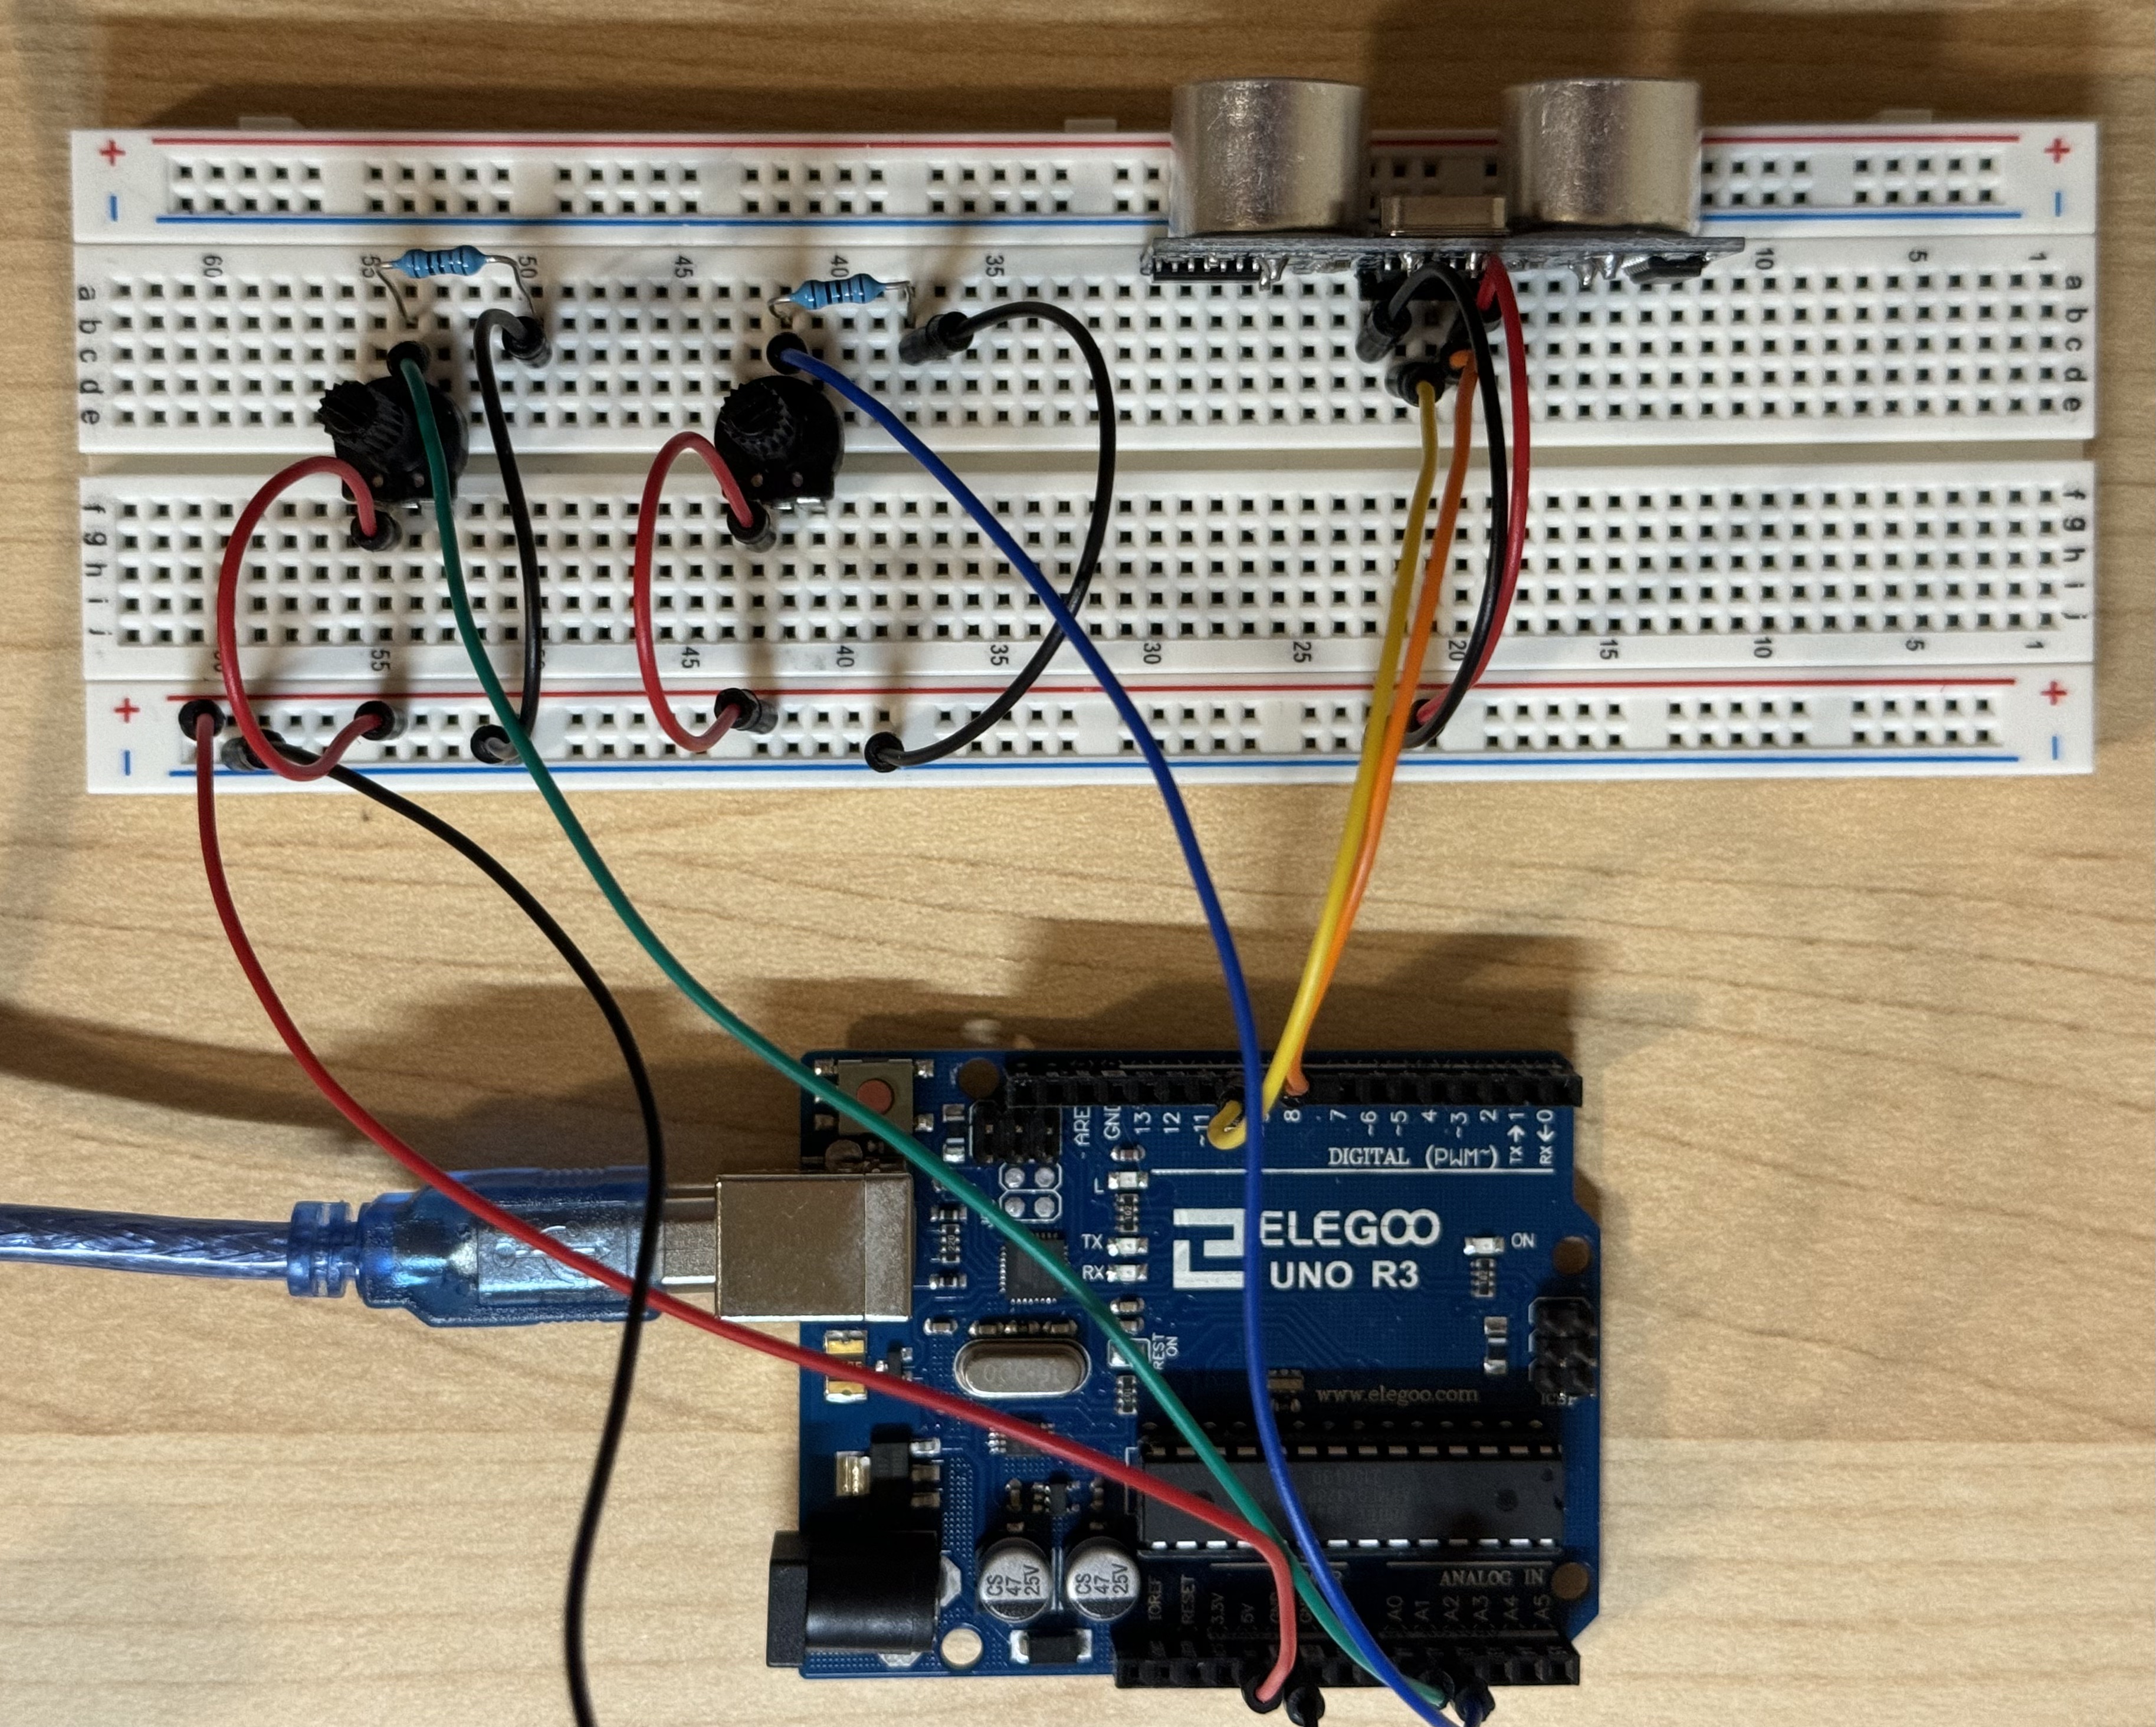 + +
- -
60 55 50 45 40 35 30 10 5 1
a a
b b
c c
d d
e e
f f
g g
h h
i i
j j
55 45 40 35 30 25 20 15 10 5 1
+ +
- -
GND 13 12 ~11 8 7 ~6 ~5 4 ~3 2 TX→1 RX←0
DIGITAL (PWM~)
L
TX
RX
ELEGOO
UNO R3
ON
www.elegoo.com
CS
47
25V
CS
47
25V
ANALOG IN
IOREF RESET 3.3V 5V GND A0 A1 A2 A3 A4 A5